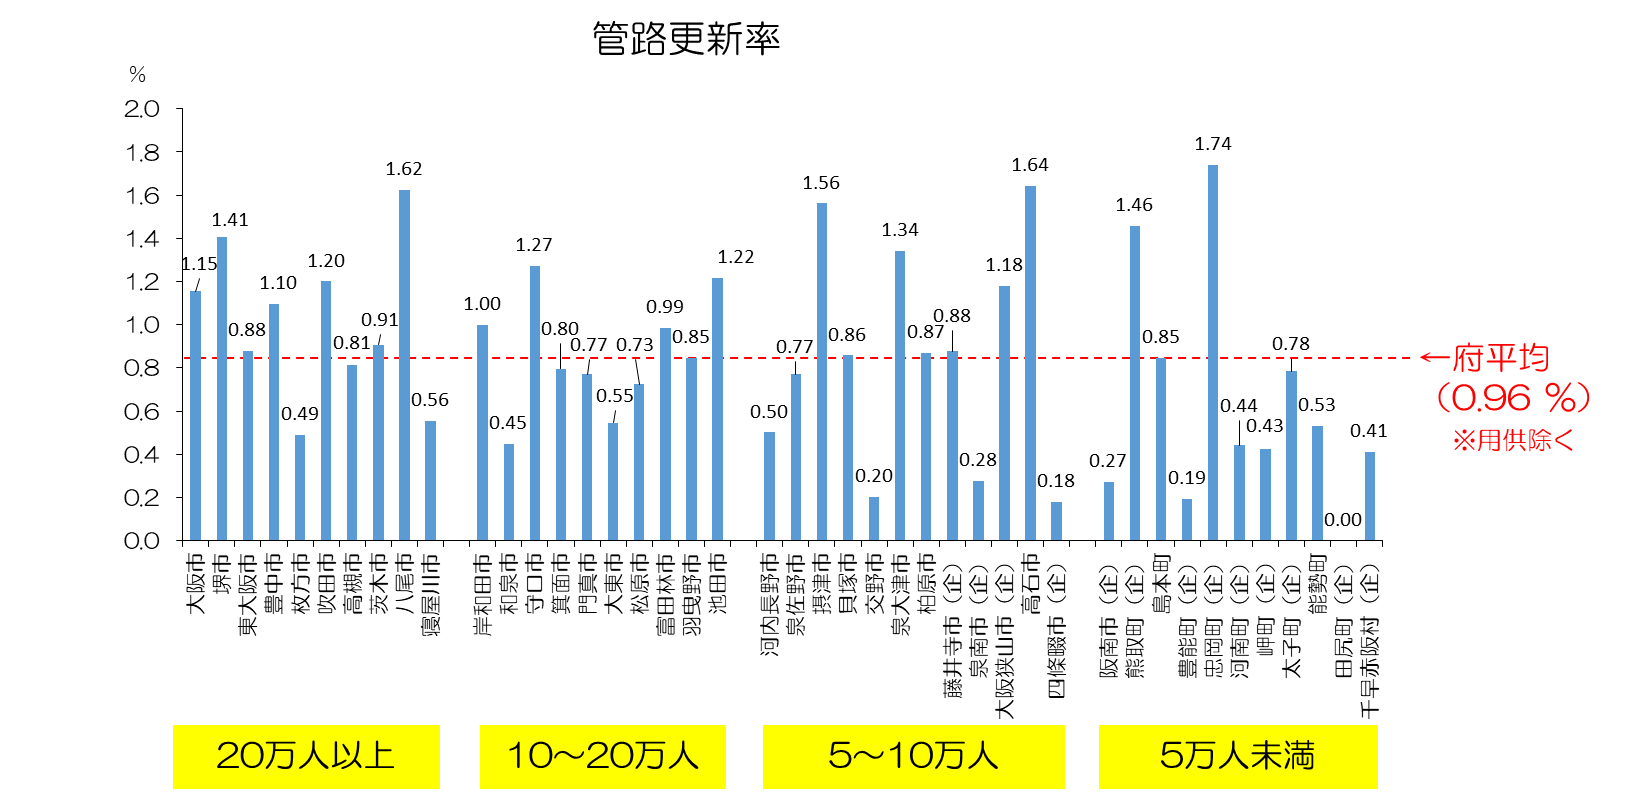 管路更新率
%
2.0
1.8
1.6
1.4
1.2
1.0
0.8
0.6
0.4
0.2
0.0
1.15
1.41
0.88
1.10
0.49
1.20
0.81
0.91
1.62
0.56
1.00
0.45
1.27
0.80
0.77
0.55
0.73
0.99
0.85
1.22
0.50
0.77
1.56
0.86
0.20
1.34
0.87
0.88
0.28
1.18
1.64
0.18
0.27
1.46
0.85
0.19
1.74
0.44
0.43
0.78
0.53
0.00
0.41
←府平均
（0.96 %）
※用供除く
大阪市
堺市
東大阪市
豊中市
枚方市
吹田市
高槻市
茨木市
八尾市
寝屋川市
岸和田市
和泉市
守口市
箕面市
門真市
大東市
松原市
富田林市
羽曳野市
池田市
河内長野市
泉佐野市
摂津市
貝塚市
交野市
泉大津市
柏原市
藤井寺市（企）
泉南市（企）
大阪狭山市（企）
高石市
四條畷市（企）
阪南市（企）
熊取町（企）
島本町
豊能町（企）
忠岡町（企）
河南町（企）
岬町（企）
太子町（企）
能勢町
田尻町（企）
千早赤阪村（企）
20万人以上
10～20万人
5～10万人
5万人未満